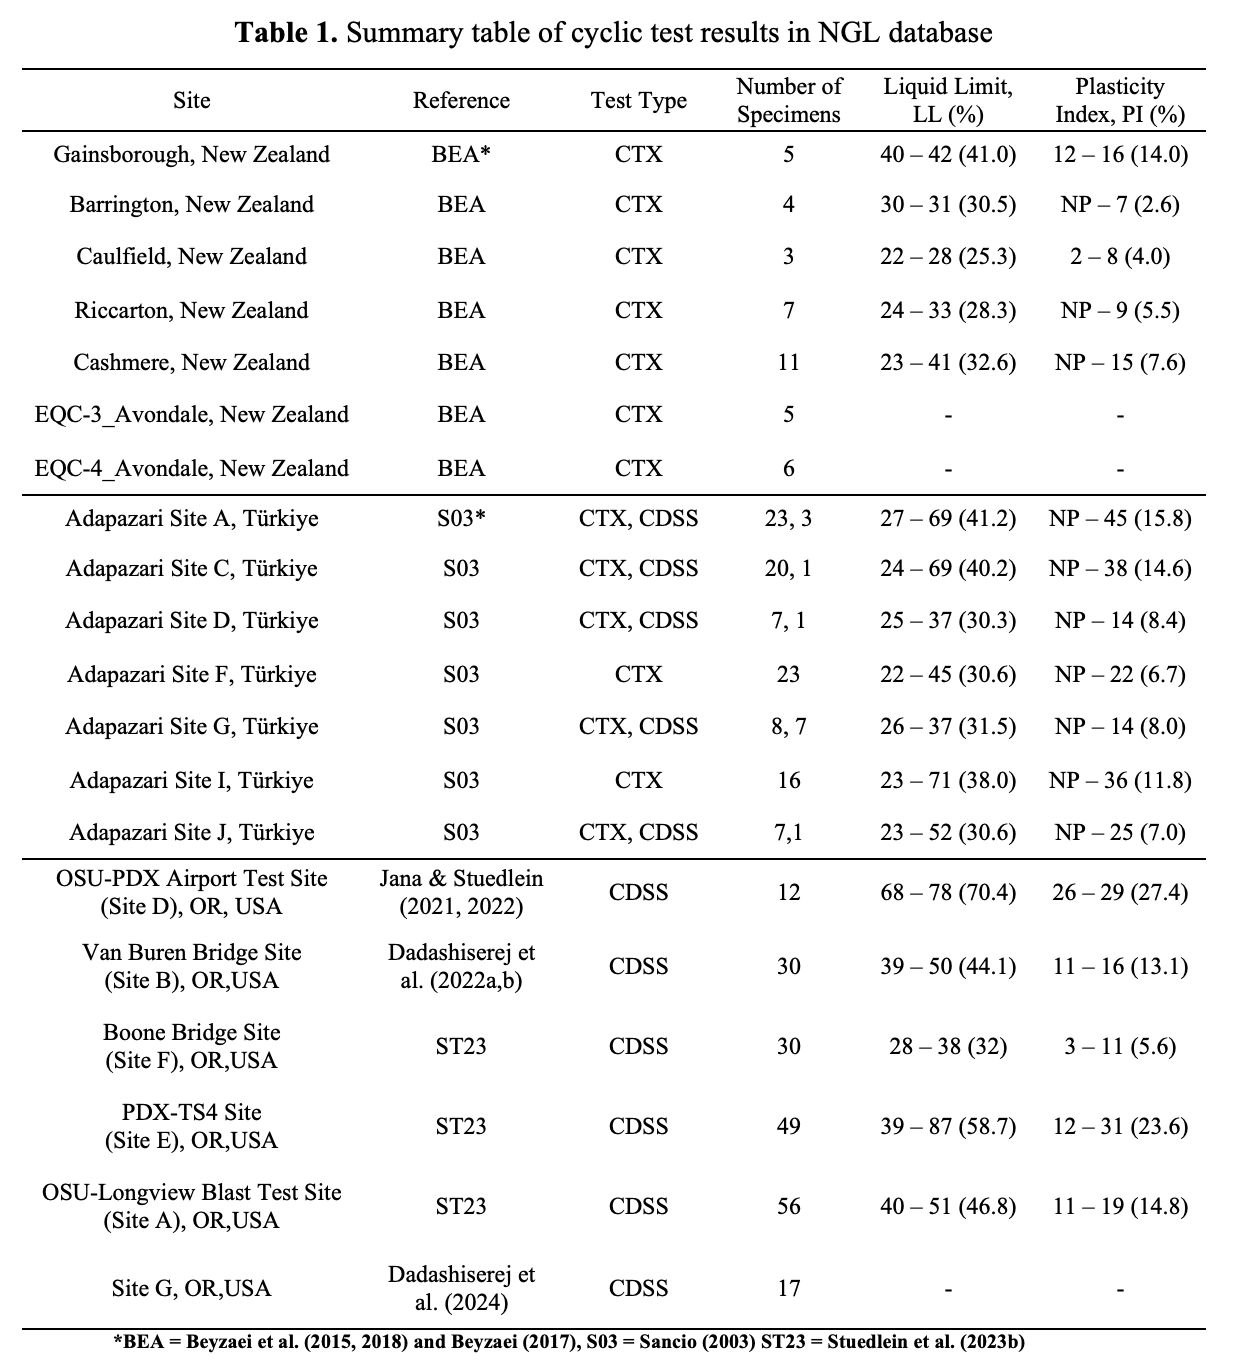 Table 1. Summary table of cyclic test results in NGL database
Site Reference Test Type Number of Specimens Liquid Limit, LL (%) Plasticity Index, PI (%)
Gainsborough, New Zealand BEA* CTX 5 40 – 42 (41.0) 12 – 16 (14.0)
Barrington, New Zealand BEA CTX 4 30 – 31 (30.5) NP – 7 (2.6)
Caulfield, New Zealand BEA CTX 3 22 – 28 (25.3) 2 – 8 (4.0)
Riccarton, New Zealand BEA CTX 7 24 – 33 (28.3) NP – 9 (5.5)
Cashmere, New Zealand BEA CTX 11 23 – 41 (32.6) NP – 15 (7.6)
EQC-3_Avondale, New Zealand BEA CTX 5 - -
EQC-4_Avondale, New Zealand BEA CTX 6 - -
Adapazari Site A, Türkiye S03* CTX, CDSS 23, 3 27 – 69 (41.2) NP – 45 (15.8)
Adapazari Site C, Türkiye S03 CTX, CDSS 20, 1 24 – 69 (40.2) NP – 38 (14.6)
Adapazari Site D, Türkiye S03 CTX, CDSS 7, 1 25 – 37 (30.3) NP – 14 (8.4)
Adapazari Site F, Türkiye S03 CTX 23 22 – 45 (30.6) NP – 22 (6.7)
Adapazari Site G, Türkiye S03 CTX, CDSS 8, 7 26 – 37 (31.5) NP – 14 (8.0)
Adapazari Site I, Türkiye S03 CTX 16 23 – 71 (38.0) NP – 36 (11.8)
Adapazari Site J, Türkiye S03 CTX, CDSS 7,1 23 – 52 (30.6) NP – 25 (7.0)
OSU-PDX Airport Test Site (Site D), OR, USA Jana & Stuedlein (2021, 2022) CDSS 12 68 – 78 (70.4) 26 – 29 (27.4)
Van Buren Bridge Site (Site B), OR,USA Dadashiserej et al. (2022a,b) CDSS 30 39 – 50 (44.1) 11 – 16 (13.1)
Boone Bridge Site (Site F), OR,USA ST23 CDSS 30 28 – 38 (32) 3 – 11 (5.6)
PDX-TS4 Site (Site E), OR,USA ST23 CDSS 49 39 – 87 (58.7) 12 – 31 (23.6)
OSU-Longview Blast Test Site (Site A), OR,USA ST23 CDSS 56 40 – 51 (46.8) 11 – 19 (14.8)
Site G, OR,USA Dadashiserej et al. (2024) CDSS 17 - -
*BEA = Beyzaei et al. (2015, 2018) and Beyzaei (2017), S03 = Sancio (2003) ST23 = Stuedlein et al. (2023b)